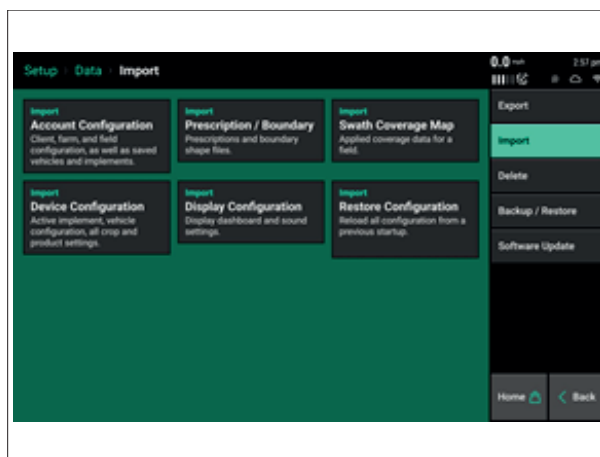 Setup Data Import
0.0 mph 2:57 pm
Import
Account Configuration
Client, farm, and field
configuration, as well as saved
vehicles and implements.
Import
Prescription / Boundary
Prescriptions and boundary
shape files.
Import
Swath Coverage Map
Applied coverage data for a
field.
Import
Device Configuration
Active implement, vehicle
configuration, all crop and
product settings.
Import
Display Configuration
Display dashboard and sound
settings.
Import
Restore Configuration
Reload all configuration from a
previous startup.
Export
Import
Delete
Backup / Restore
Software Update
Home
Back